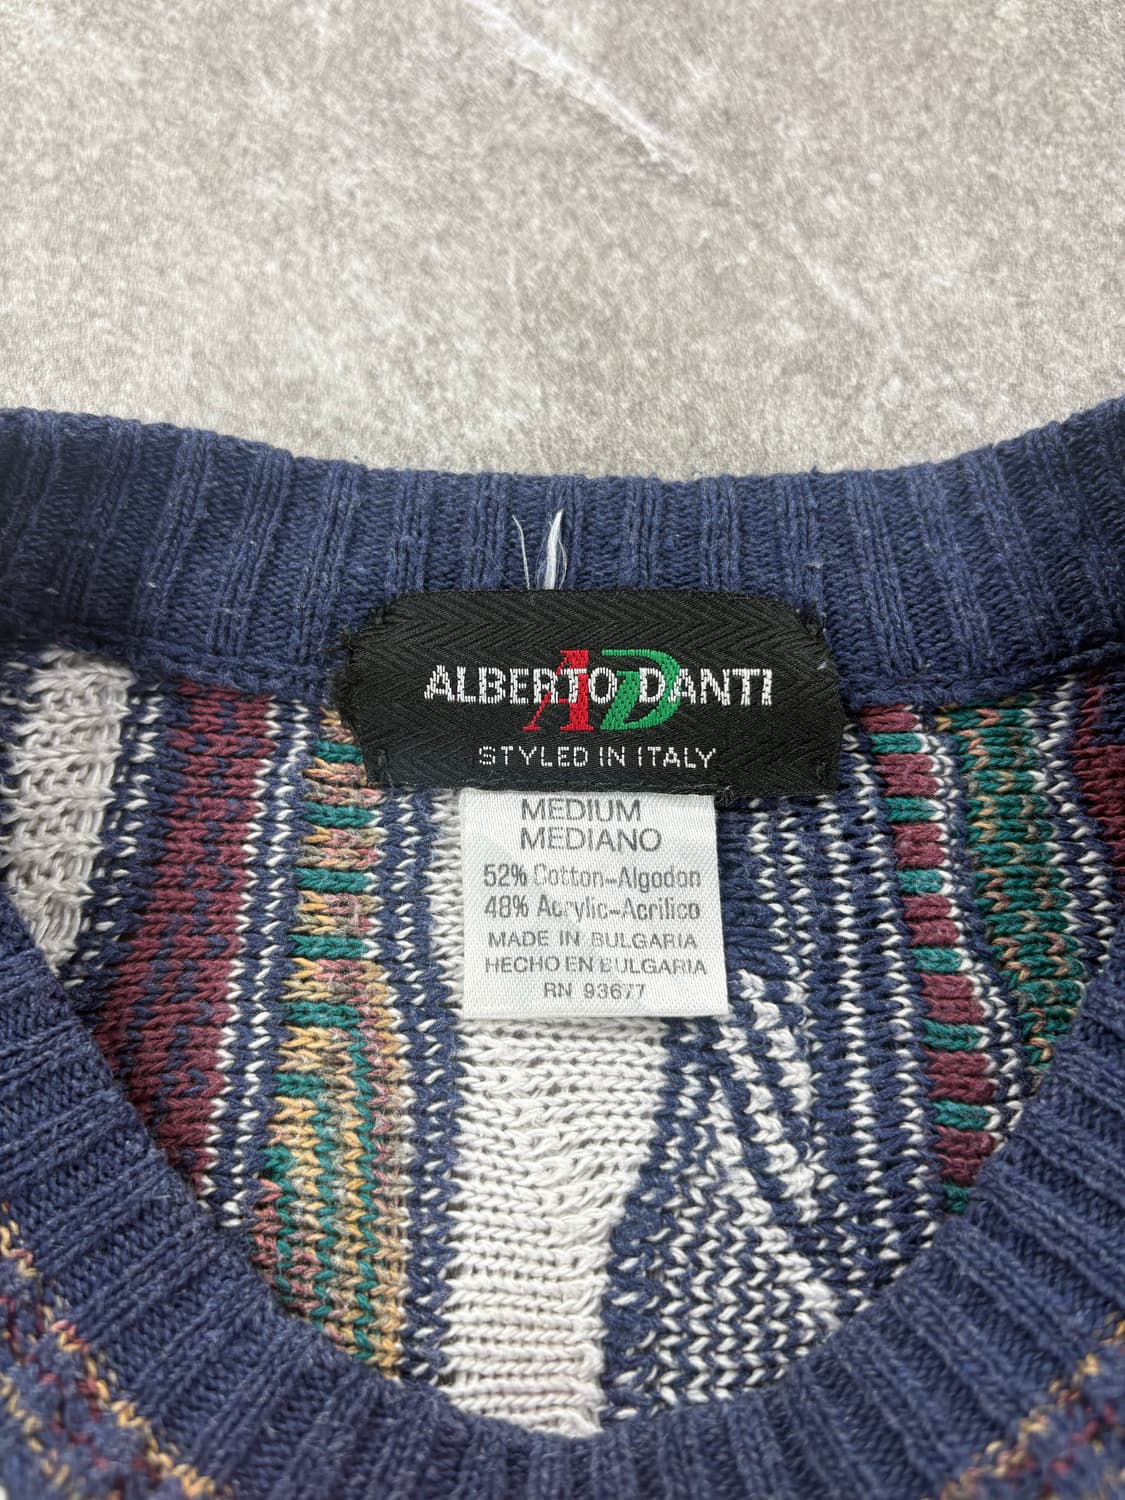 ALBERTO DANTI
AD
STYLED IN ITALY
MEDIUM
MEDIANO
52% Cotton-Algodon
48% Acrylic-Acrilico
MADE IN BULGARIA
HECHO EN BULGARIA
RN 93677